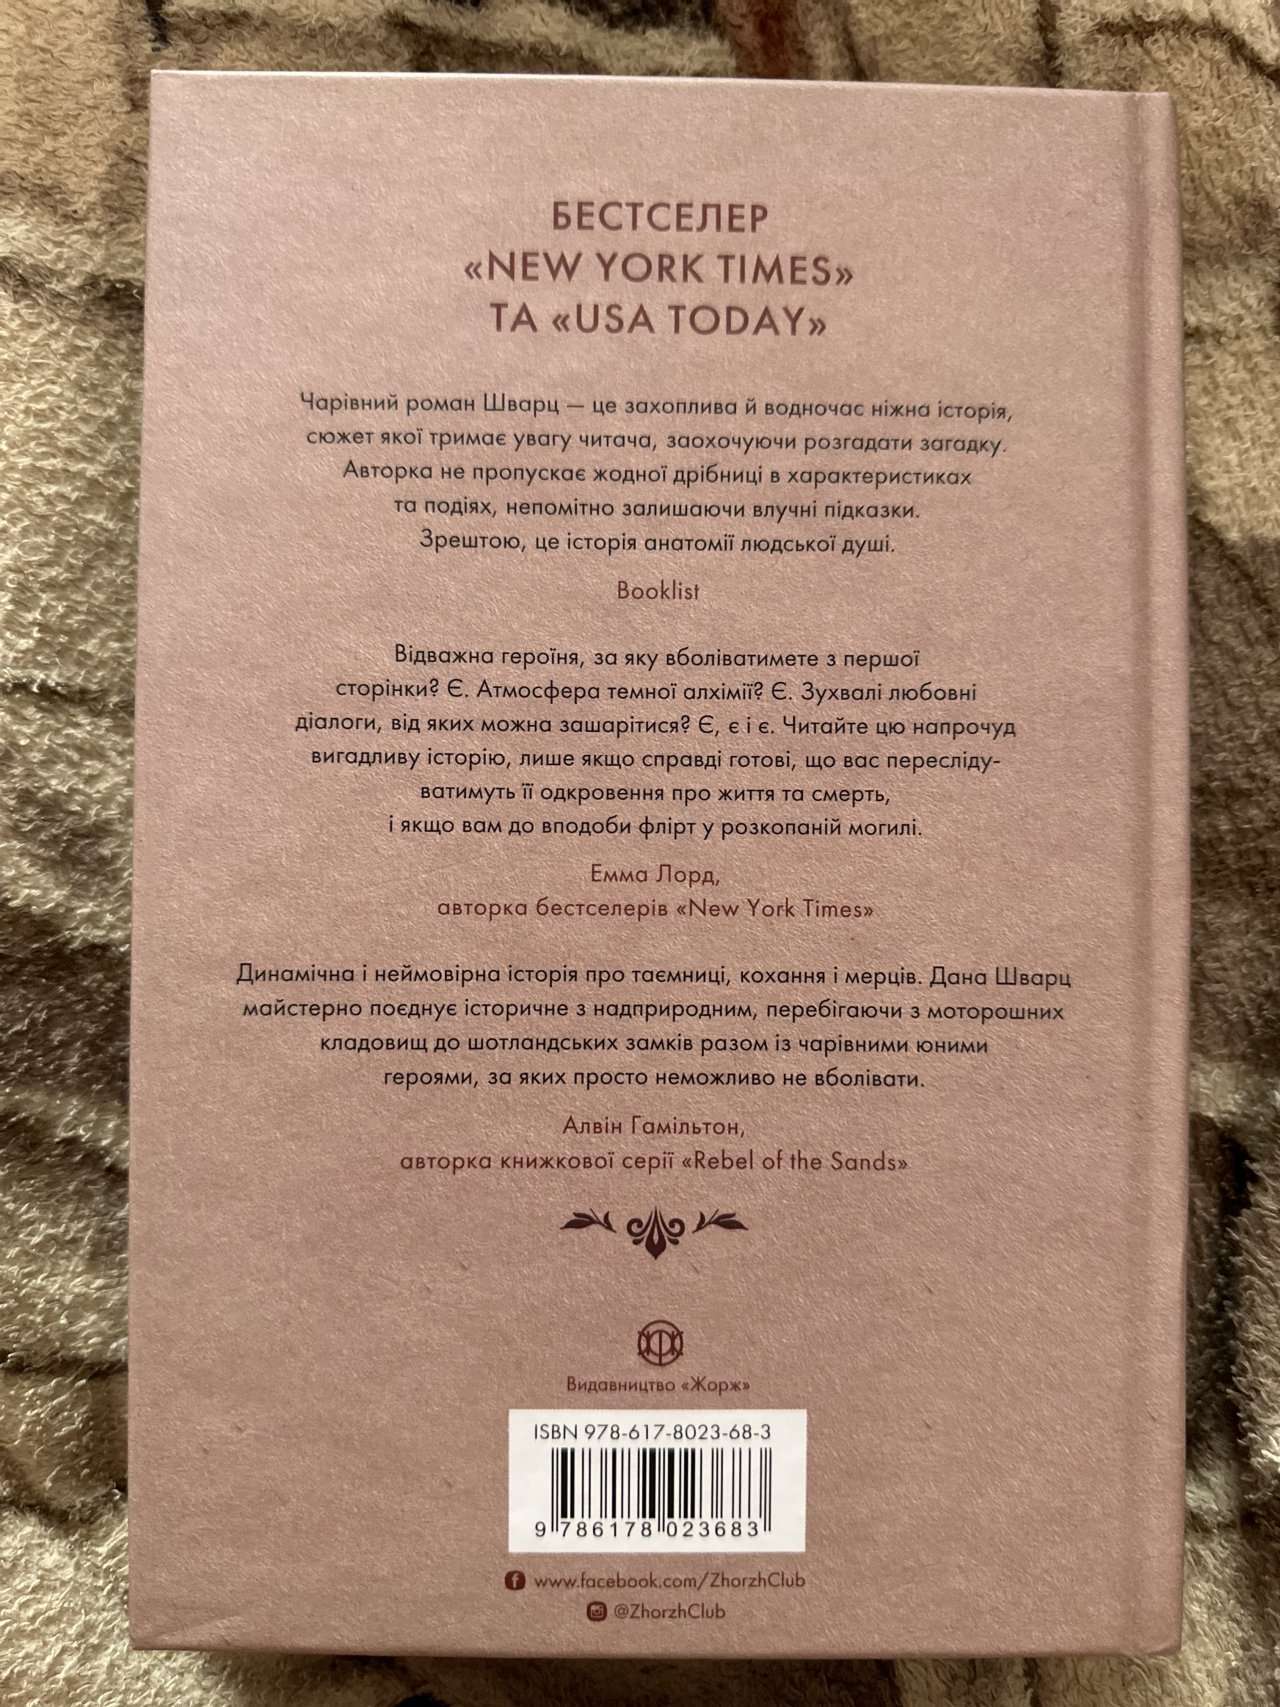 БЕСТСЕЛЕР
«NEW YORK TIMES»
ТА «USA TODAY»
Чарівний роман Шварц — це захоплива й водночас ніжна історія,
сюжет якої тримає увагу читача, заохочуючи розгадати загадку.
Авторка не пропускає жодної дрібниці в характеристиках
та подіях, непомітно залишаючи влучні підказки.
Зрештою, це історія анатомії людської душі.
Booklist
Відважна героїня, за яку вболіватимете з першої
сторінки? Є. Атмосфера темної алхімії? Є. Зухвалі любовні
діалоги, від яких можна зашарітися? Є, є і є. Читайте цю напрочуд
вигадливу історію, лише якщо справді готові, що вас пересліду-
ватимуть її одкровення про життя та смерть,
і якщо вам до вподоби флірт у розкопаній могилі.
Емма Лорд,
авторка бестселерів «New York Times»
Динамічна і неймовірна історія про таємниці, кохання і мерців. Дана Шварц
майстерно поєднує історичне з надприродним, перебігаючи з моторошних
кладовищ до шотландських замків разом із чарівними юними
героями, за яких просто неможливо не вболівати.
Алвін Гамільтон,
авторка книжкової серії «Rebel of the Sands»
Видавництво «Жорж»
ISBN 978-617-8023-68-3
9 786178 023683
www.facebook.com/ZhorzhClub
@ZhorzhClub